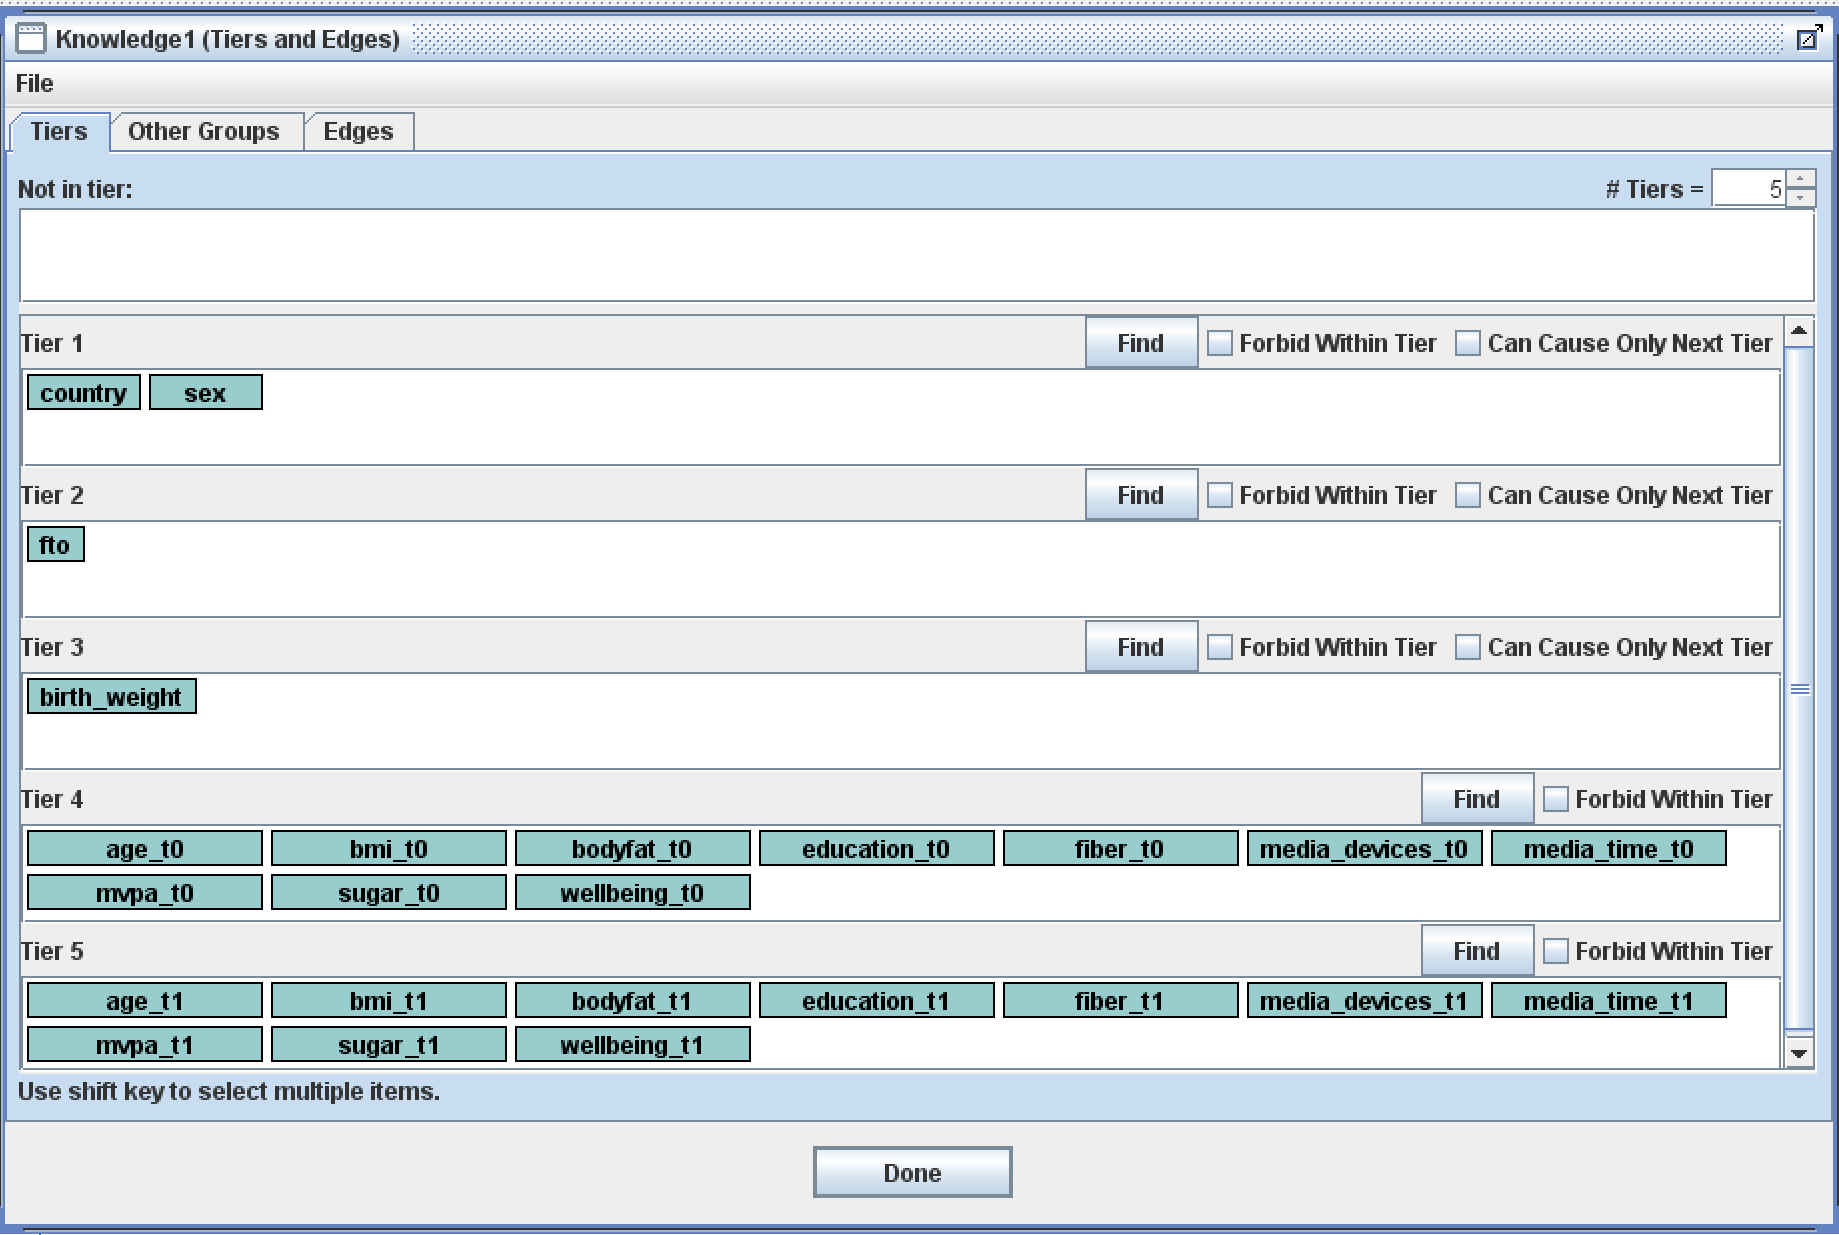 Knowledge1 (Tiers and Edges)
File
Tiers Other Groups Edges
Not in tier: # Tiers = 5
Tier 1 Find Forbid Within Tier Can Cause Only Next Tier
country sex
Tier 2 Find Forbid Within Tier Can Cause Only Next Tier
fto
Tier 3 Find Forbid Within Tier Can Cause Only Next Tier
birth_weight
Tier 4 Find Forbid Within Tier
age_t0 bmi_t0 bodyfat_t0 education_t0 fiber_t0 media_devices_t0 media_time_t0
mvpa_t0 sugar_t0 wellbeing_t0
Tier 5 Find Forbid Within Tier
age_t1 bmi_t1 bodyfat_t1 education_t1 fiber_t1 media_devices_t1 media_time_t1
mvpa_t1 sugar_t1 wellbeing_t1
Use shift key to select multiple items.
Done